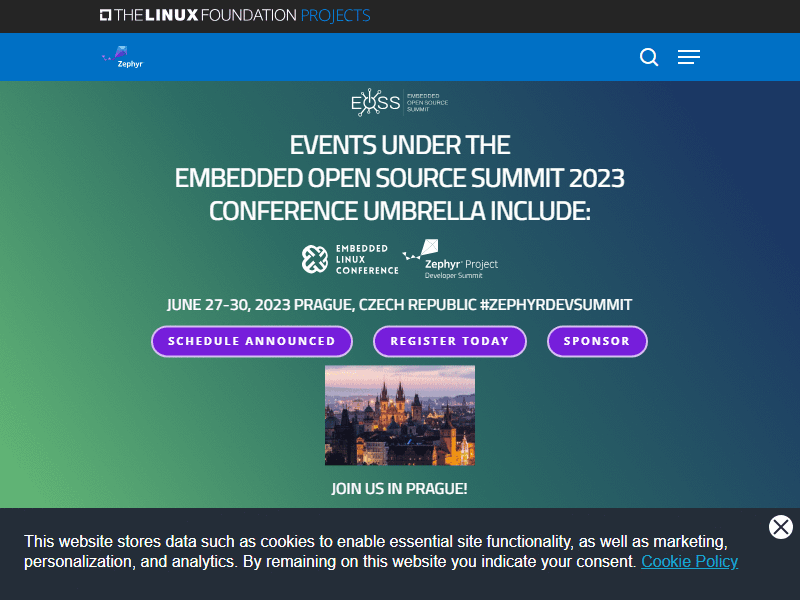 THE LINUX FOUNDATION PROJECTS
Zephyr
EOSS
EMBEDDED
OPEN SOURCE
SUMMIT
EVENTS UNDER THE
EMBEDDED OPEN SOURCE SUMMIT 2023
CONFERENCE UMBRELLA INCLUDE:
EMBEDDED
LINUX
CONFERENCE
Zephyr® Project
Developer Summit
JUNE 27-30, 2023 PRAGUE, CZECH REPUBLIC #ZEPHYRDEVSUMMIT
SCHEDULE ANNOUNCED
REGISTER TODAY
SPONSOR
JOIN US IN PRAGUE!
This website stores data such as cookies to enable essential site functionality, as well as marketing,
personalization, and analytics. By remaining on this website you indicate your consent. Cookie Policy